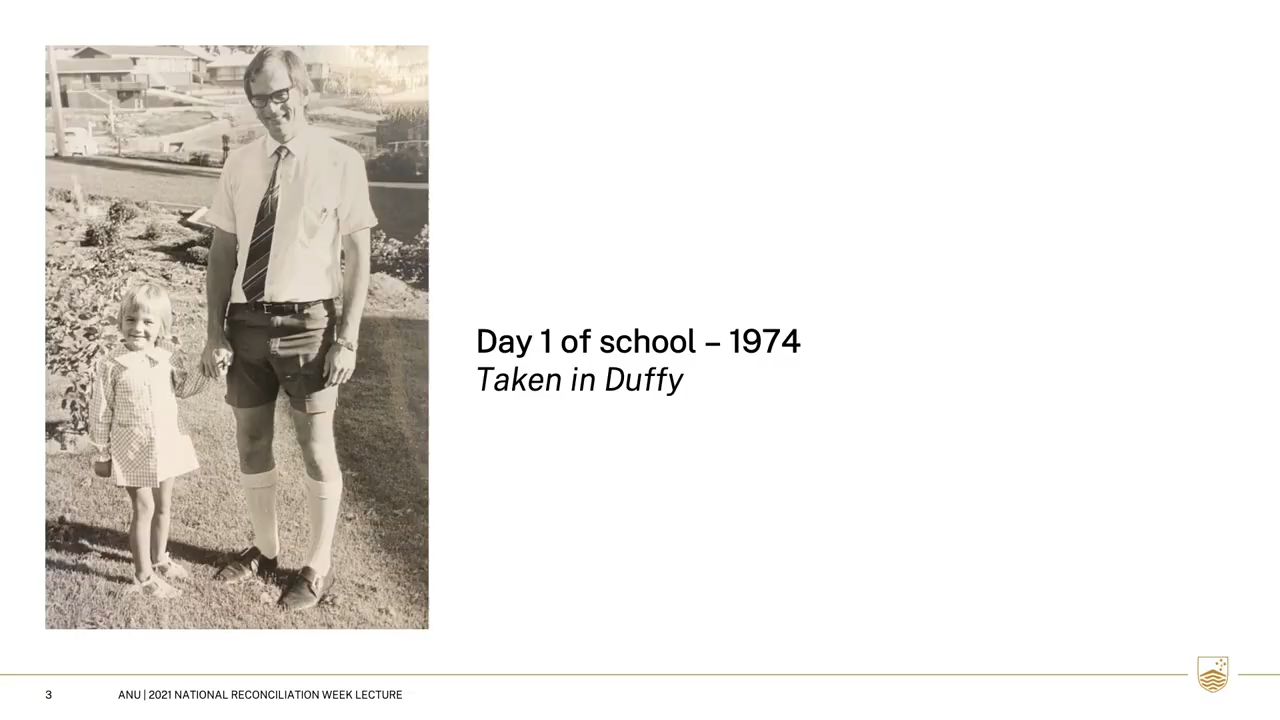 Day 1 of school – 1974
Taken in Duffy
3
ANU | 2021 NATIONAL RECONCILIATION WEEK LECTURE